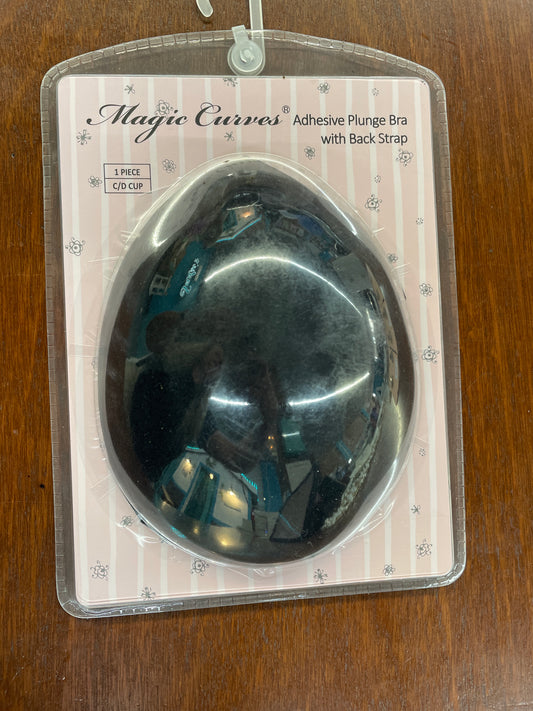 Magic Curves® Adhesive Plunge Bra
with Back Strap
1 PIECE
C/D CUP